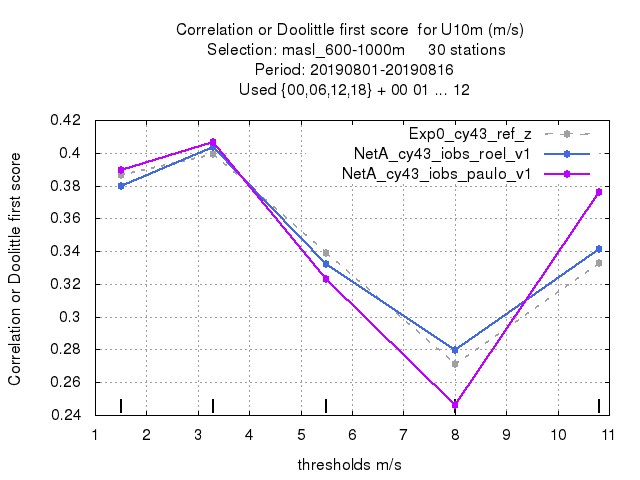 Correlation or Doolittle first score  for U10m (m/s)
Selection: masl_600-1000m     30 stations
Period: 20190801-20190816
Used {00,06,12,18} + 00 01 ... 12
Correlation or Doolittle first score
0.42
0.4
0.38
0.36
0.34
0.32
0.3
0.28
0.26
0.24
Exp0_cy43_ref_z
NetA_cy43_iobs_roel_v1
NetA_cy43_iobs_paulo_v1
1 2 3 4 5 6 7 8 9 10 11
thresholds m/s